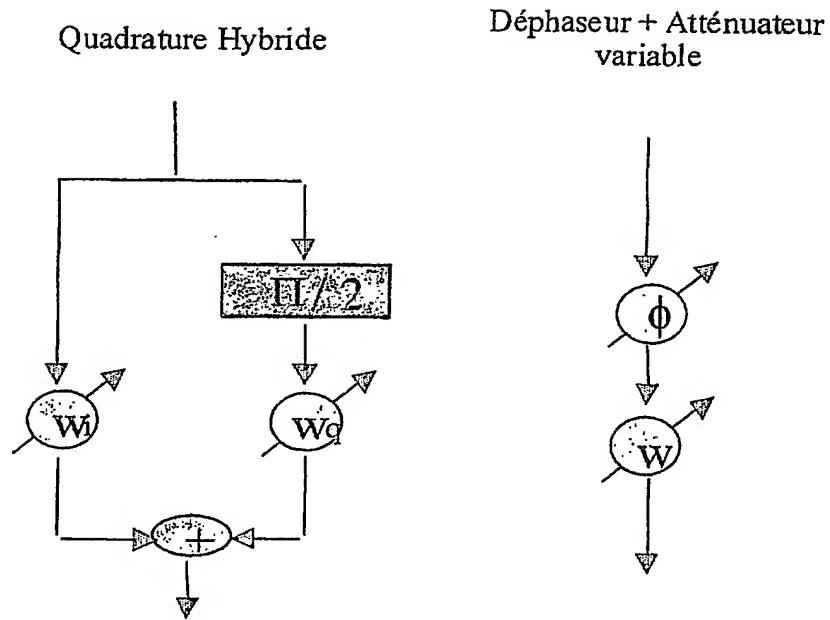 Quadrature Hybride
Déphaseur + Atténuateur
variable
Π/2
Wi
Wq
+
ϕ
W